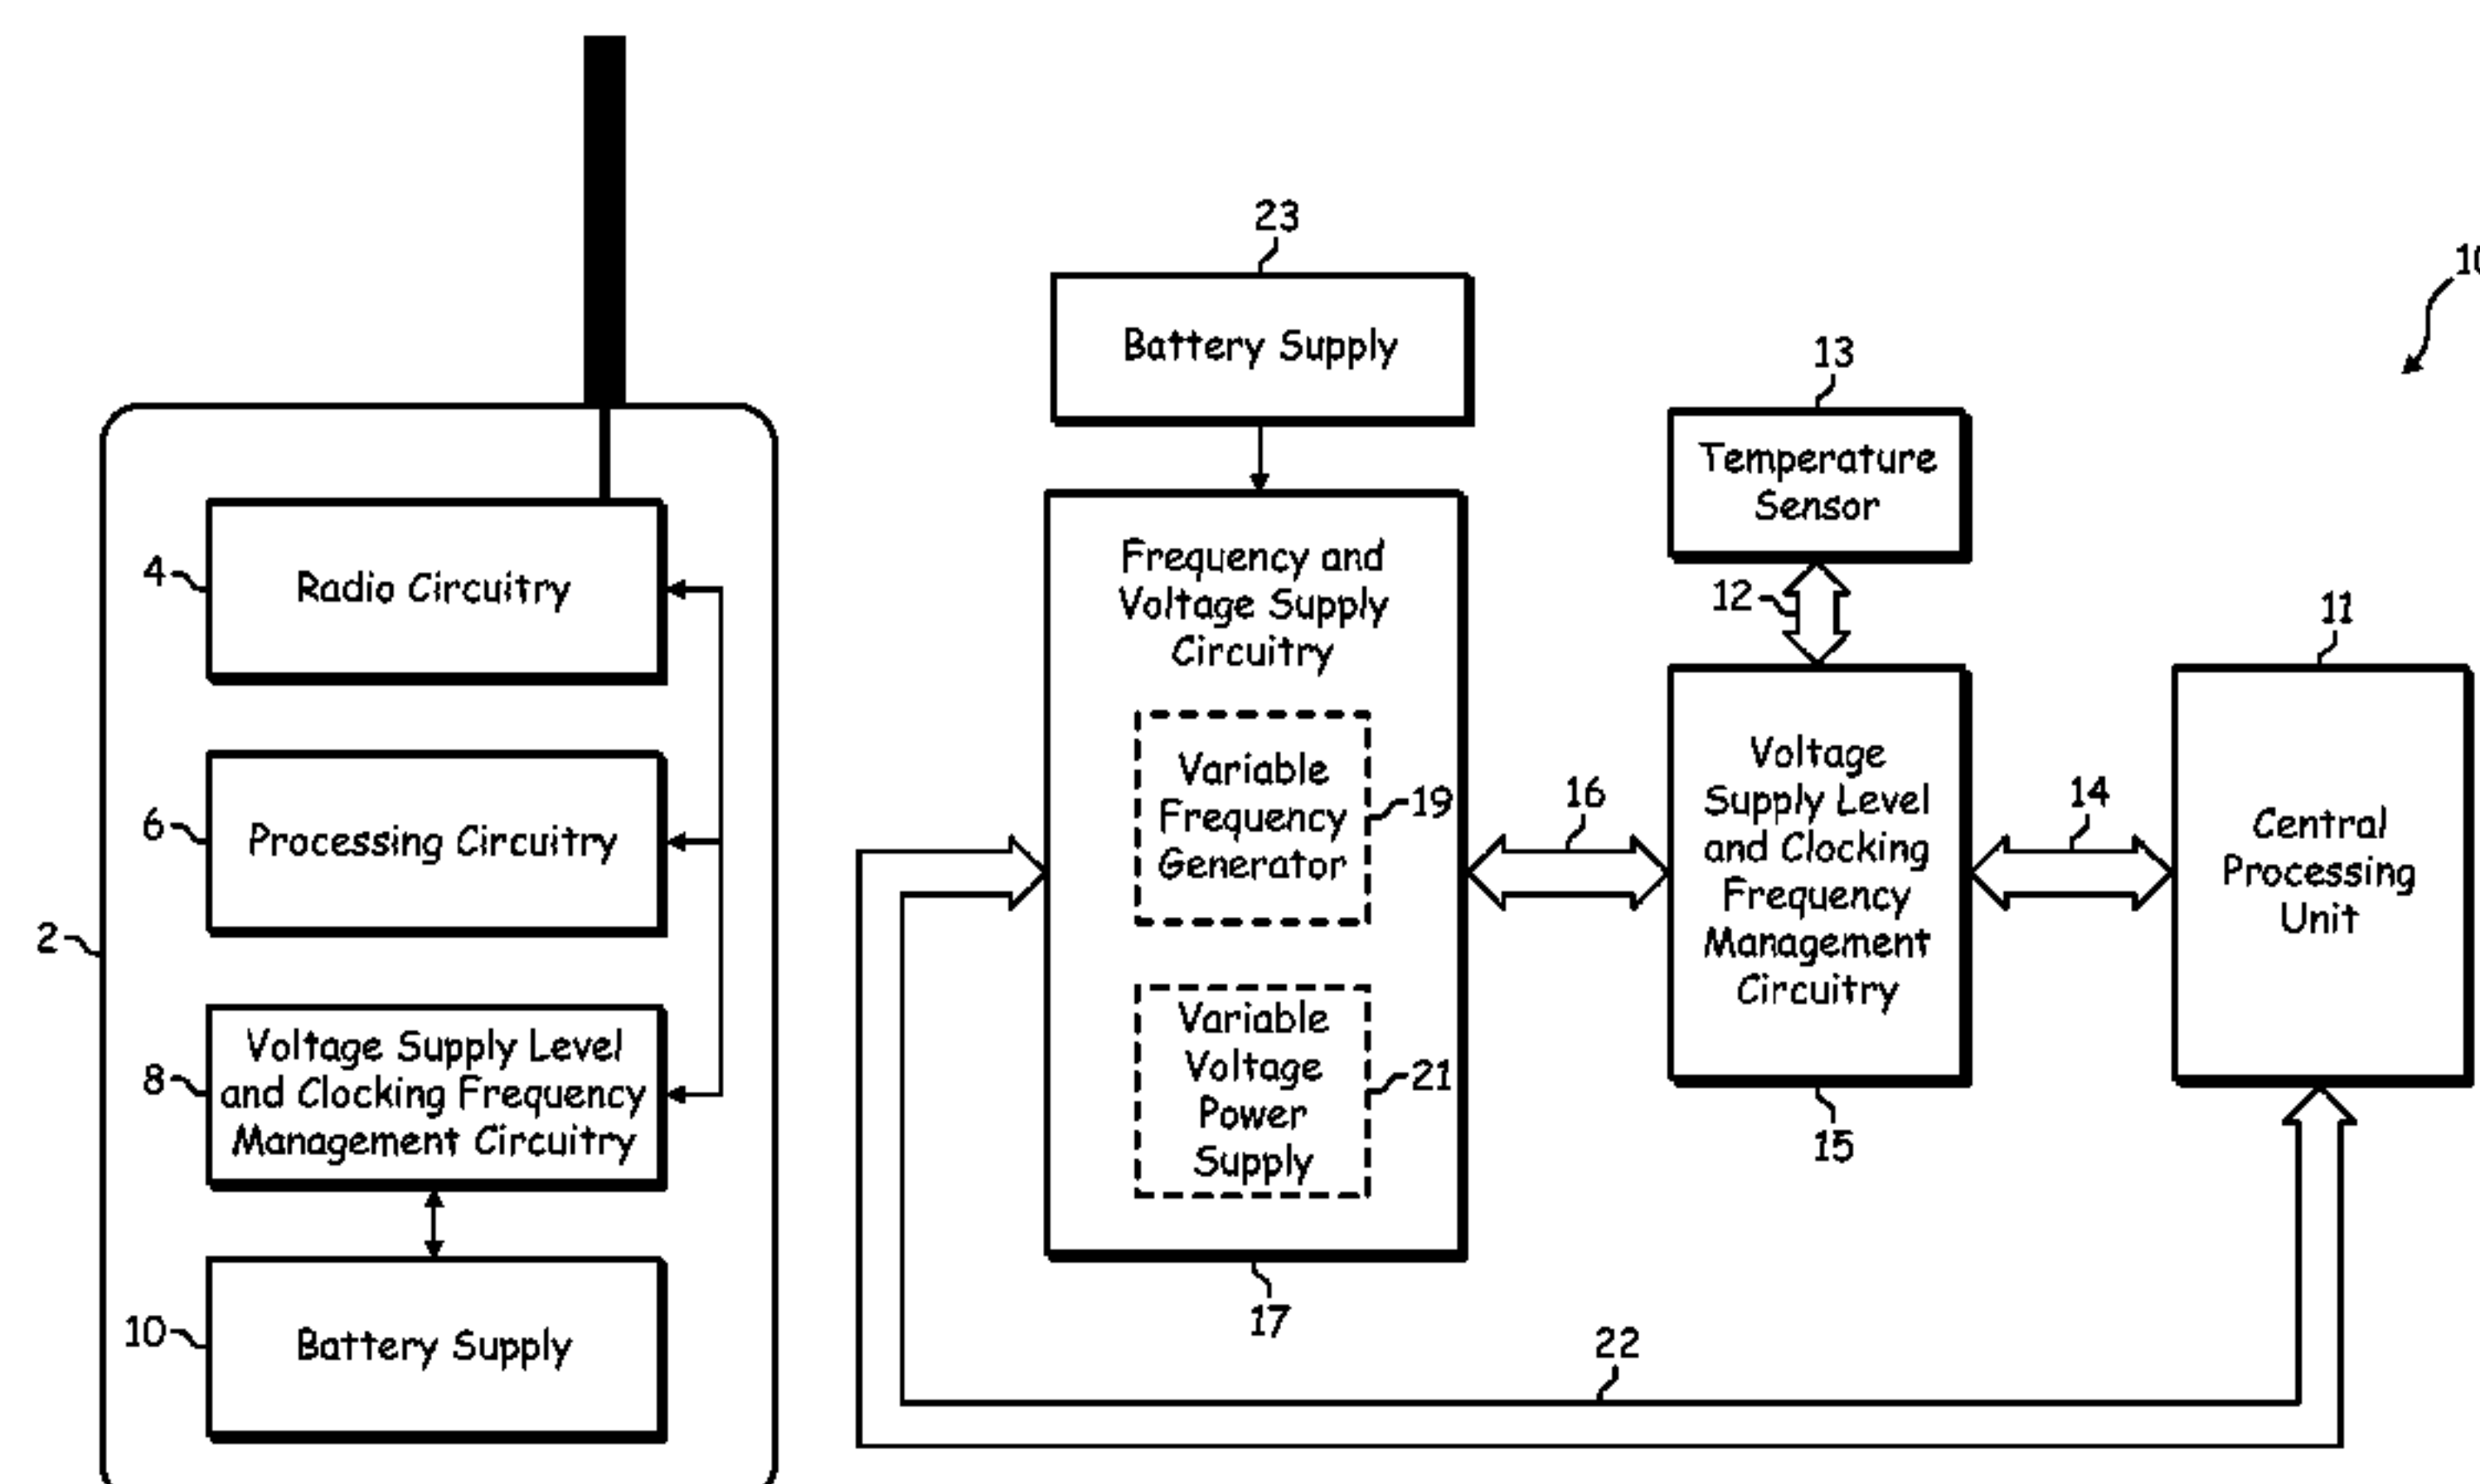 4
Radio Circuitry
6
Processing Circuitry
2
8
Voltage Supply Level
and Clocking Frequency
Management Circuitry
10
Battery Supply
23
Battery Supply
Frequency and
Voltage Supply
Circuitry
Variable
Frequency
Generator
19
Variable
Voltage
Power
Supply
21
17
16
13
Temperature
Sensor
12
Voltage
Supply Level
and Clocking
Frequency
Management
Circuitry
15
14
10
11
Central
Processing
Unit
22